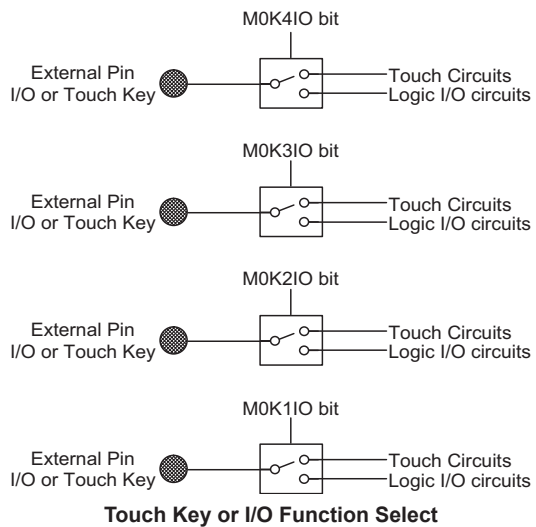 M0K4IO bit
External Pin
I/O or Touch Key
Touch Circuits
Logic I/O circuits
M0K3IO bit
External Pin
I/O or Touch Key
Touch Circuits
Logic I/O circuits
M0K2IO bit
External Pin
I/O or Touch Key
Touch Circuits
Logic I/O circuits
M0K1IO bit
External Pin
I/O or Touch Key
Touch Circuits
Logic I/O circuits
Touch Key or I/O Function Select